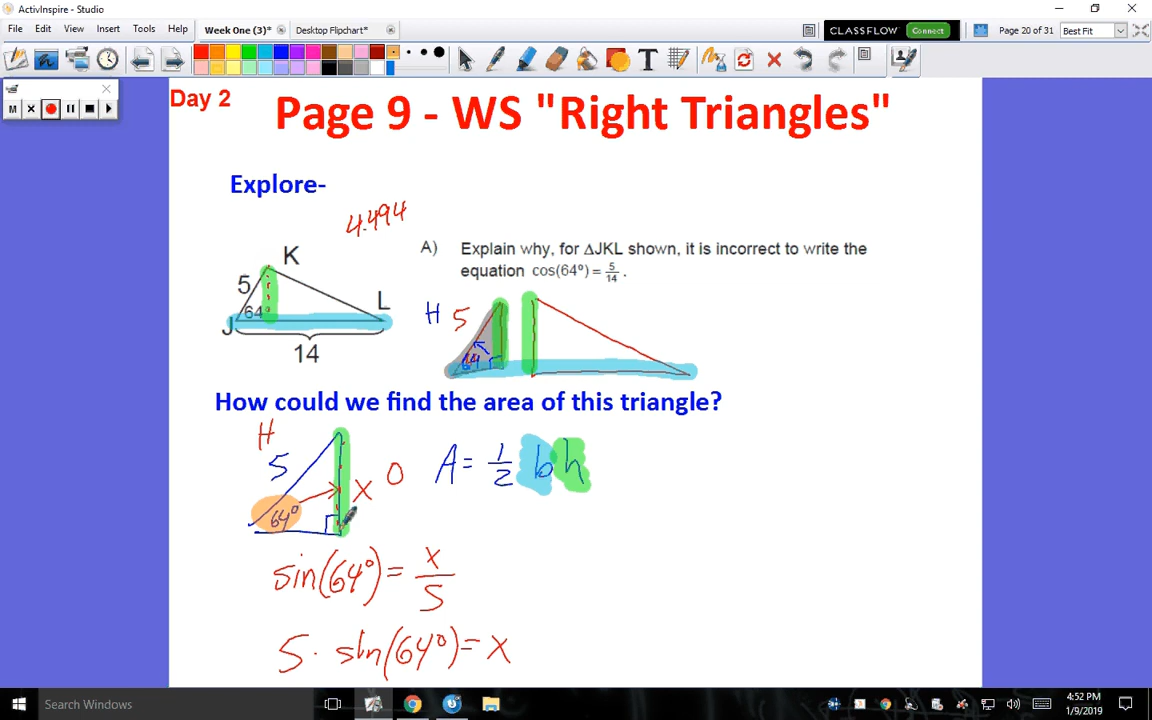 ActivInspire - Studio
File Edit View Insert Tools Help
Week One (3)*
Desktop Flipchart*
CLASSFLOW Connect
Page 20 of 31
Best Fit
M
Day 2
Page 9 - WS "Right Triangles"
Explore-
4.494
K
5
64°
J
L
14
A) Explain why, for ΔJKL shown, it is incorrect to write the
equation cos(64º) = 5/14 .
H 5
64
How could we find the area of this triangle?
H
5
64°
X O
A = 1/2 b h
sin(64°) = x/5
5 · sin(64°) = x
Search Windows
4:52 PM
1/9/2019